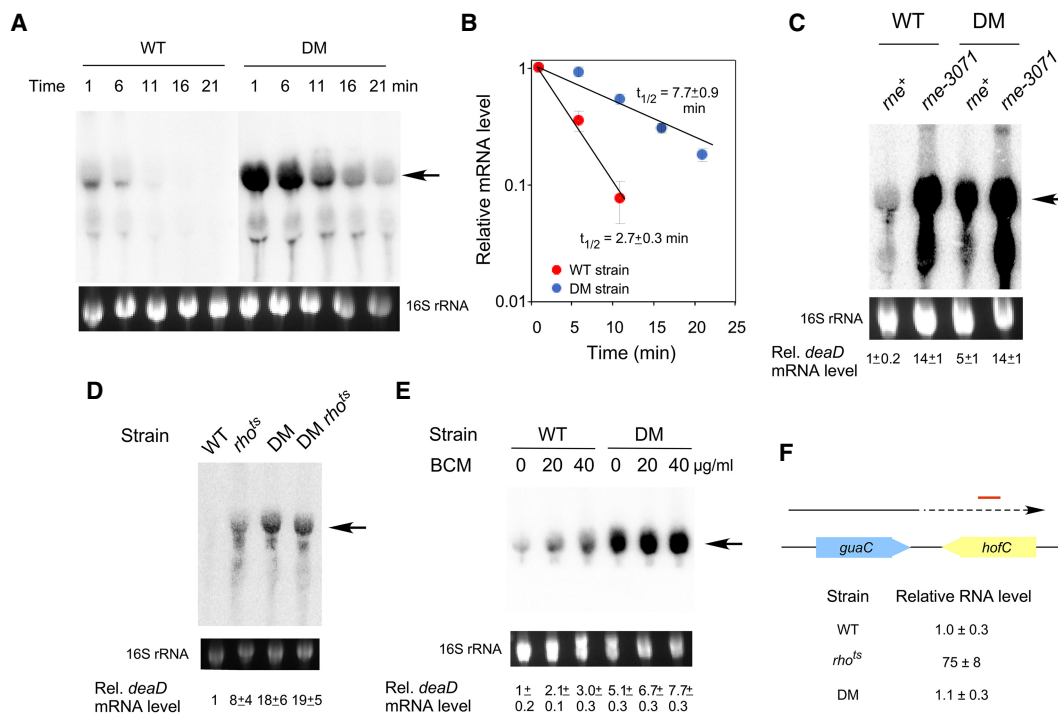 A
WT DM
Time 1 6 11 16 21 1 6 11 16 21 min
16S rRNA
B
Relative mRNA level
1
0.1
0.01
t1/2 = 7.7±0.9
min
t1/2 = 2.7±0.3 min
WT strain
DM strain
0 5 10 15 20 25
Time (min)
C
WT DM
rne+ rne-3071 rne+ rne-3071
16S rRNA
Rel. deaD
mRNA level
1±0.2 14±1 5±1 14±1
D
Strain WT rhots DM DM rhots
16S rRNA
Rel. deaD
mRNA level
1 8±4 18±6 19±5
E
Strain WT DM
BCM 0 20 40 0 20 40 µg/ml
16S rRNA
Rel. deaD 1± 2.1± 3.0± 5.1± 6.7± 7.7±
mRNA level 0.2 0.1 0.3 0.3 0.3 0.3
F
guaC hofC
Strain Relative RNA level
WT 1.0 ± 0.3
rhots 75 ± 8
DM 1.1 ± 0.3